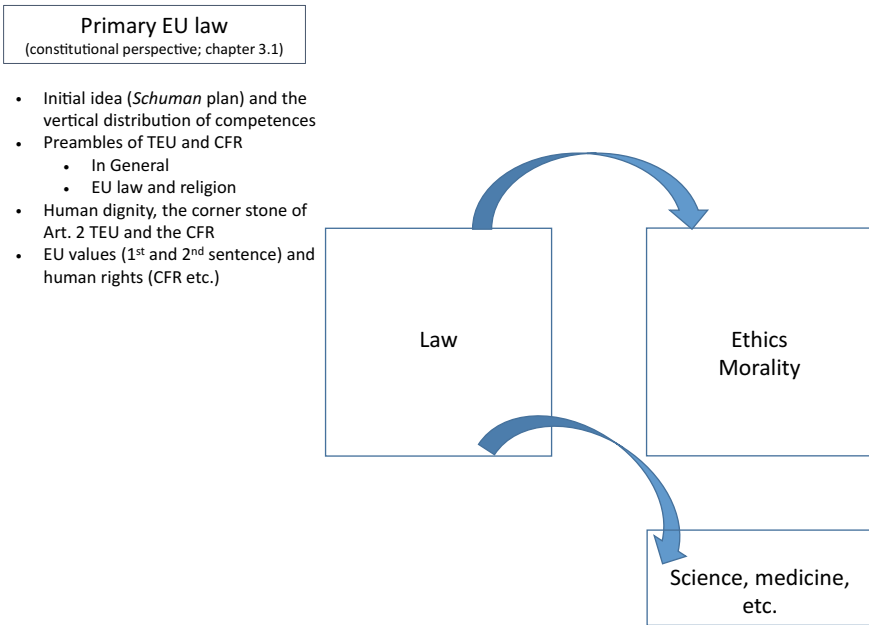 Primary EU law
(constitutional perspective; chapter 3.1)
• Initial idea (Schuman plan) and the
vertical distribution of competences
• Preambles of TEU and CFR
• In General
• EU law and religion
• Human dignity, the corner stone of
Art. 2 TEU and the CFR
• EU values (1st and 2nd sentence) and
human rights (CFR etc.)
Law
Ethics
Morality
Science, medicine,
etc.